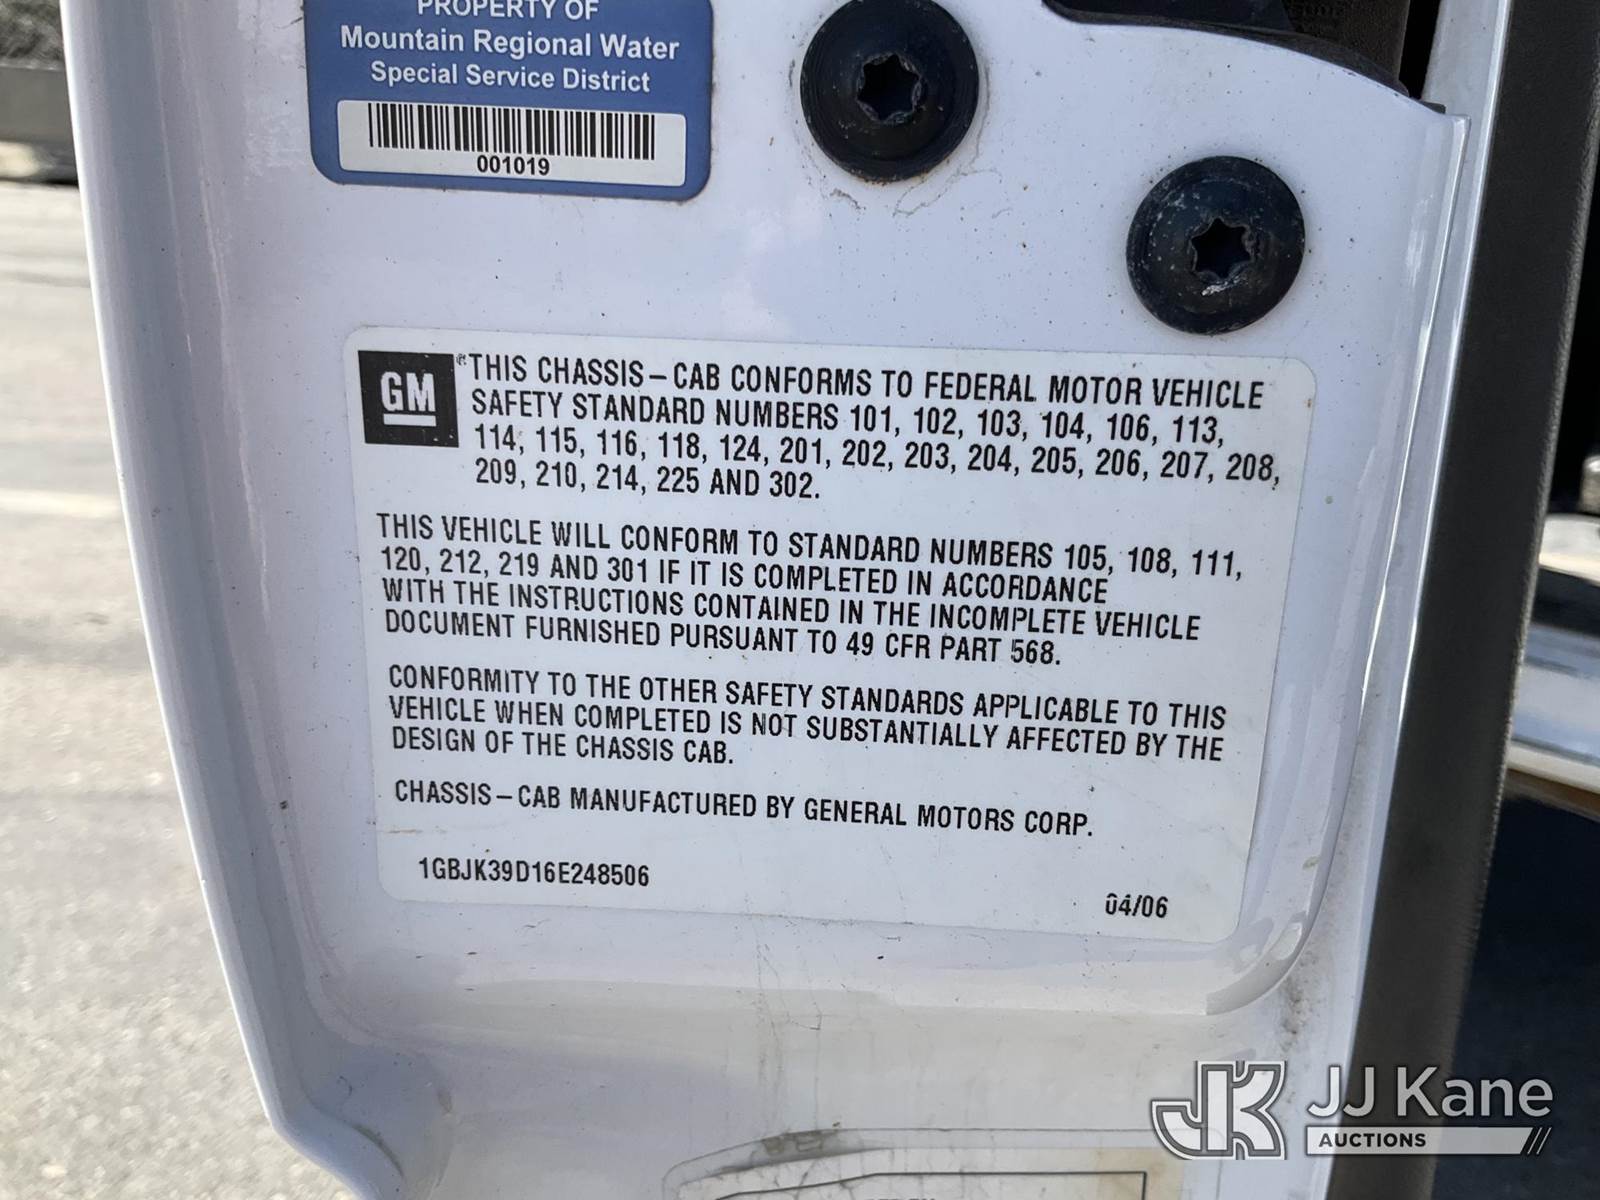 PROPERTY OF
Mountain Regional Water
Special Service District
001019
GM
THIS CHASSIS-CAB CONFORMS TO FEDERAL MOTOR VEHICLE
SAFETY STANDARD NUMBERS 101, 102, 103, 104, 106, 113,
114, 115, 116, 118, 124, 201, 202, 203, 204, 205, 206, 207, 208,
209, 210, 214, 225 AND 302.
THIS VEHICLE WILL CONFORM TO STANDARD NUMBERS 105, 108, 111,
120, 212, 219 AND 301 IF IT IS COMPLETED IN ACCORDANCE
WITH THE INSTRUCTIONS CONTAINED IN THE INCOMPLETE VEHICLE
DOCUMENT FURNISHED PURSUANT TO 49 CFR PART 568.
CONFORMITY TO THE OTHER SAFETY STANDARDS APPLICABLE TO THIS
VEHICLE WHEN COMPLETED IS NOT SUBSTANTIALLY AFFECTED BY THE
DESIGN OF THE CHASSIS CAB.
CHASSIS-CAB MANUFACTURED BY GENERAL MOTORS CORP.
1GBJK39D16E248506
04/06
JK JJ Kane
AUCTIONS